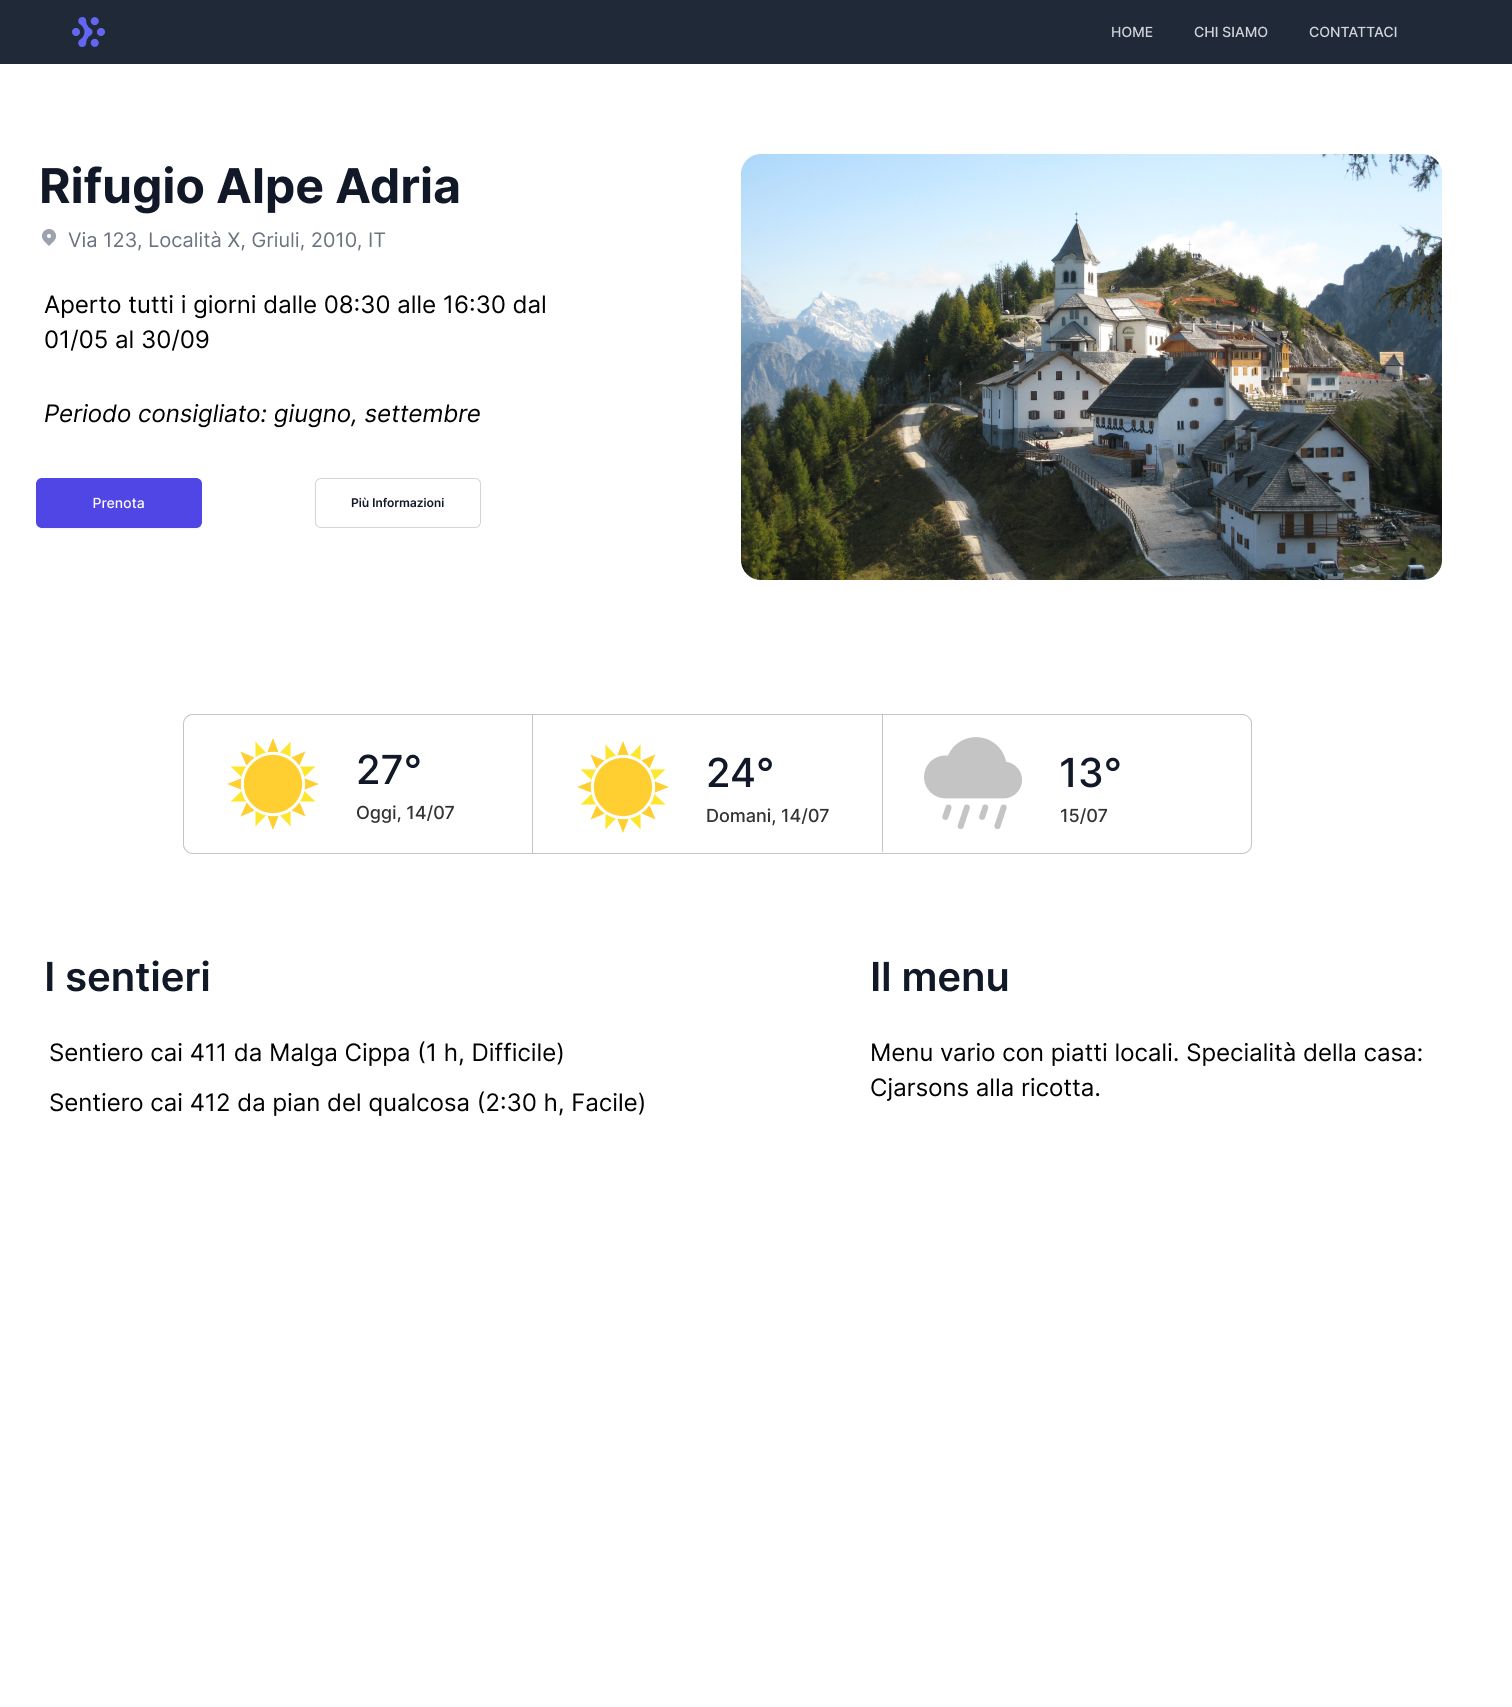 HOME
CHI SIAMO
CONTATTACI
Rifugio Alpe Adria
Via 123, Località X, Griuli, 2010, IT
Aperto tutti i giorni dalle 08:30 alle 16:30 dal
01/05 al 30/09
Periodo consigliato: giugno, settembre
Prenota
Più Informazioni
27°
Oggi, 14/07
24°
Domani, 14/07
13°
15/07
I sentieri
Sentiero cai 411 da Malga Cippa (1 h, Difficile)
Sentiero cai 412 da pian del qualcosa (2:30 h, Facile)
Il menu
Menu vario con piatti locali. Specialità della casa:
Cjarsons alla ricotta.